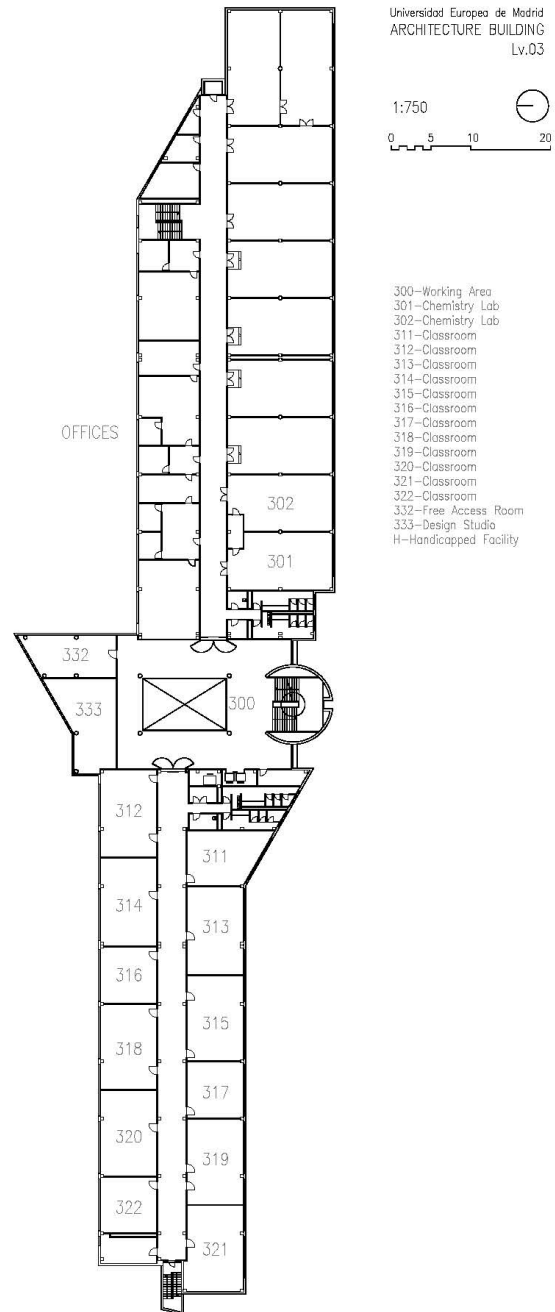 Universidad Europea de Madrid
ARCHITECTURE BUILDING
Lv.03
1:750
0 5 10 20
300-Working Area
301-Chemistry Lab
302-Chemistry Lab
311-Classroom
312-Classroom
313-Classroom
314-Classroom
315-Classroom
316-Classroom
317-Classroom
318-Classroom
319-Classroom
320-Classroom
321-Classroom
322-Classroom
332-Free Access Room
333-Design Studio
H-Handicapped Facility
OFFICES
302
301
332
300
333
312
311
314
313
316
315
318
317
320
319
322
321